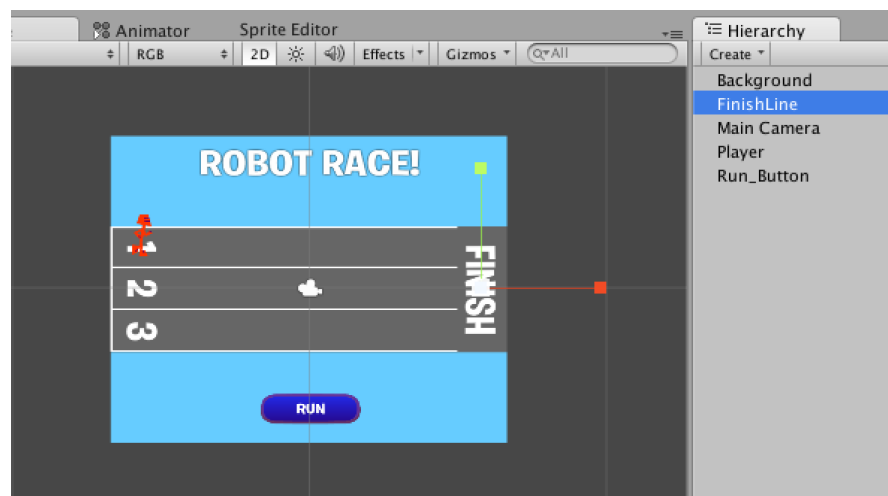 Animator Sprite Editor Hierarchy
RGB 2D Effects Gizmos All Create
Background
FinishLine
Main Camera
Player
Run_Button
ROBOT RACE!
1
2
3
FINISH
RUN